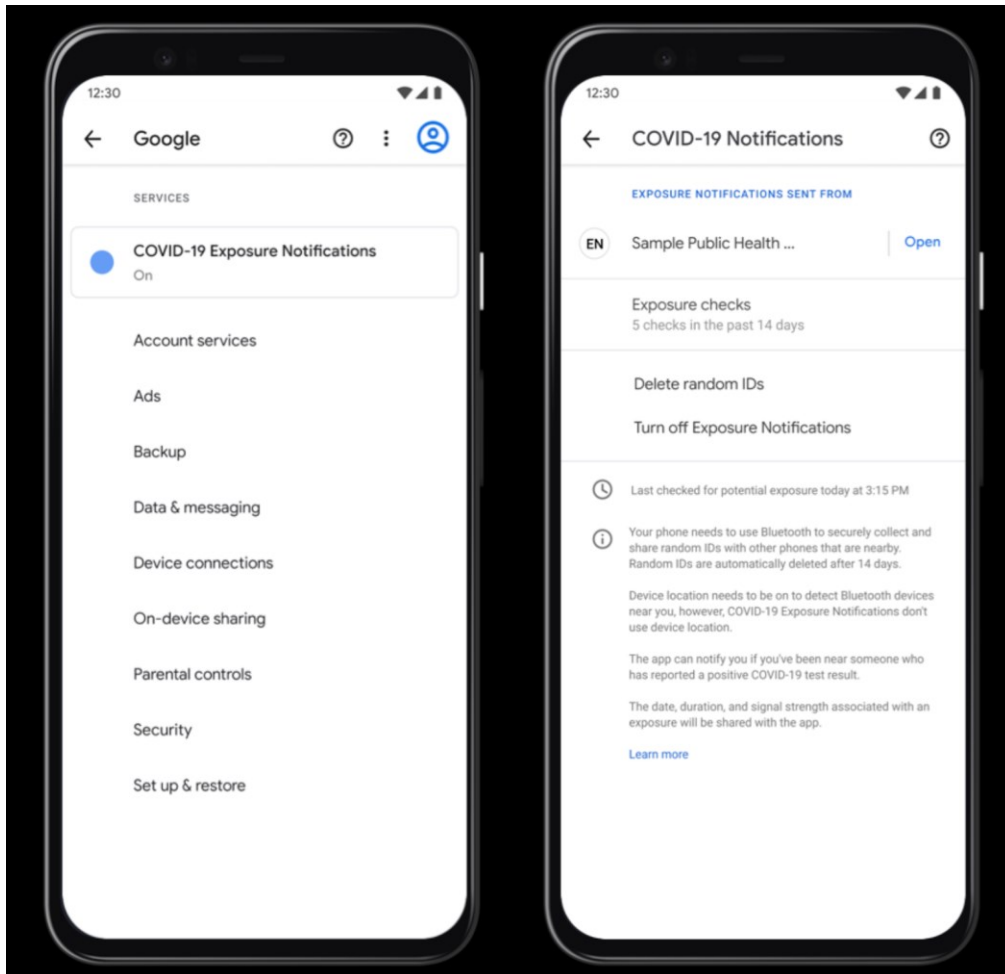 12:30
Google
SERVICES
COVID-19 Exposure Notifications
On
Account services
Ads
Backup
Data & messaging
Device connections
On-device sharing
Parental controls
Security
Set up & restore
12:30
COVID-19 Notifications
EXPOSURE NOTIFICATIONS SENT FROM
EN Sample Public Health ... Open
Exposure checks
5 checks in the past 14 days
Delete random IDs
Turn off Exposure Notifications
Last checked for potential exposure today at 3:15 PM
Your phone needs to use Bluetooth to securely collect and
share random IDs with other phones that are nearby.
Random IDs are automatically deleted after 14 days.
Device location needs to be on to detect Bluetooth devices
near you, however, COVID-19 Exposure Notifications don't
use device location.
The app can notify you if you've been near someone who
has reported a positive COVID-19 test result.
The date, duration, and signal strength associated with an
exposure will be shared with the app.
Learn more